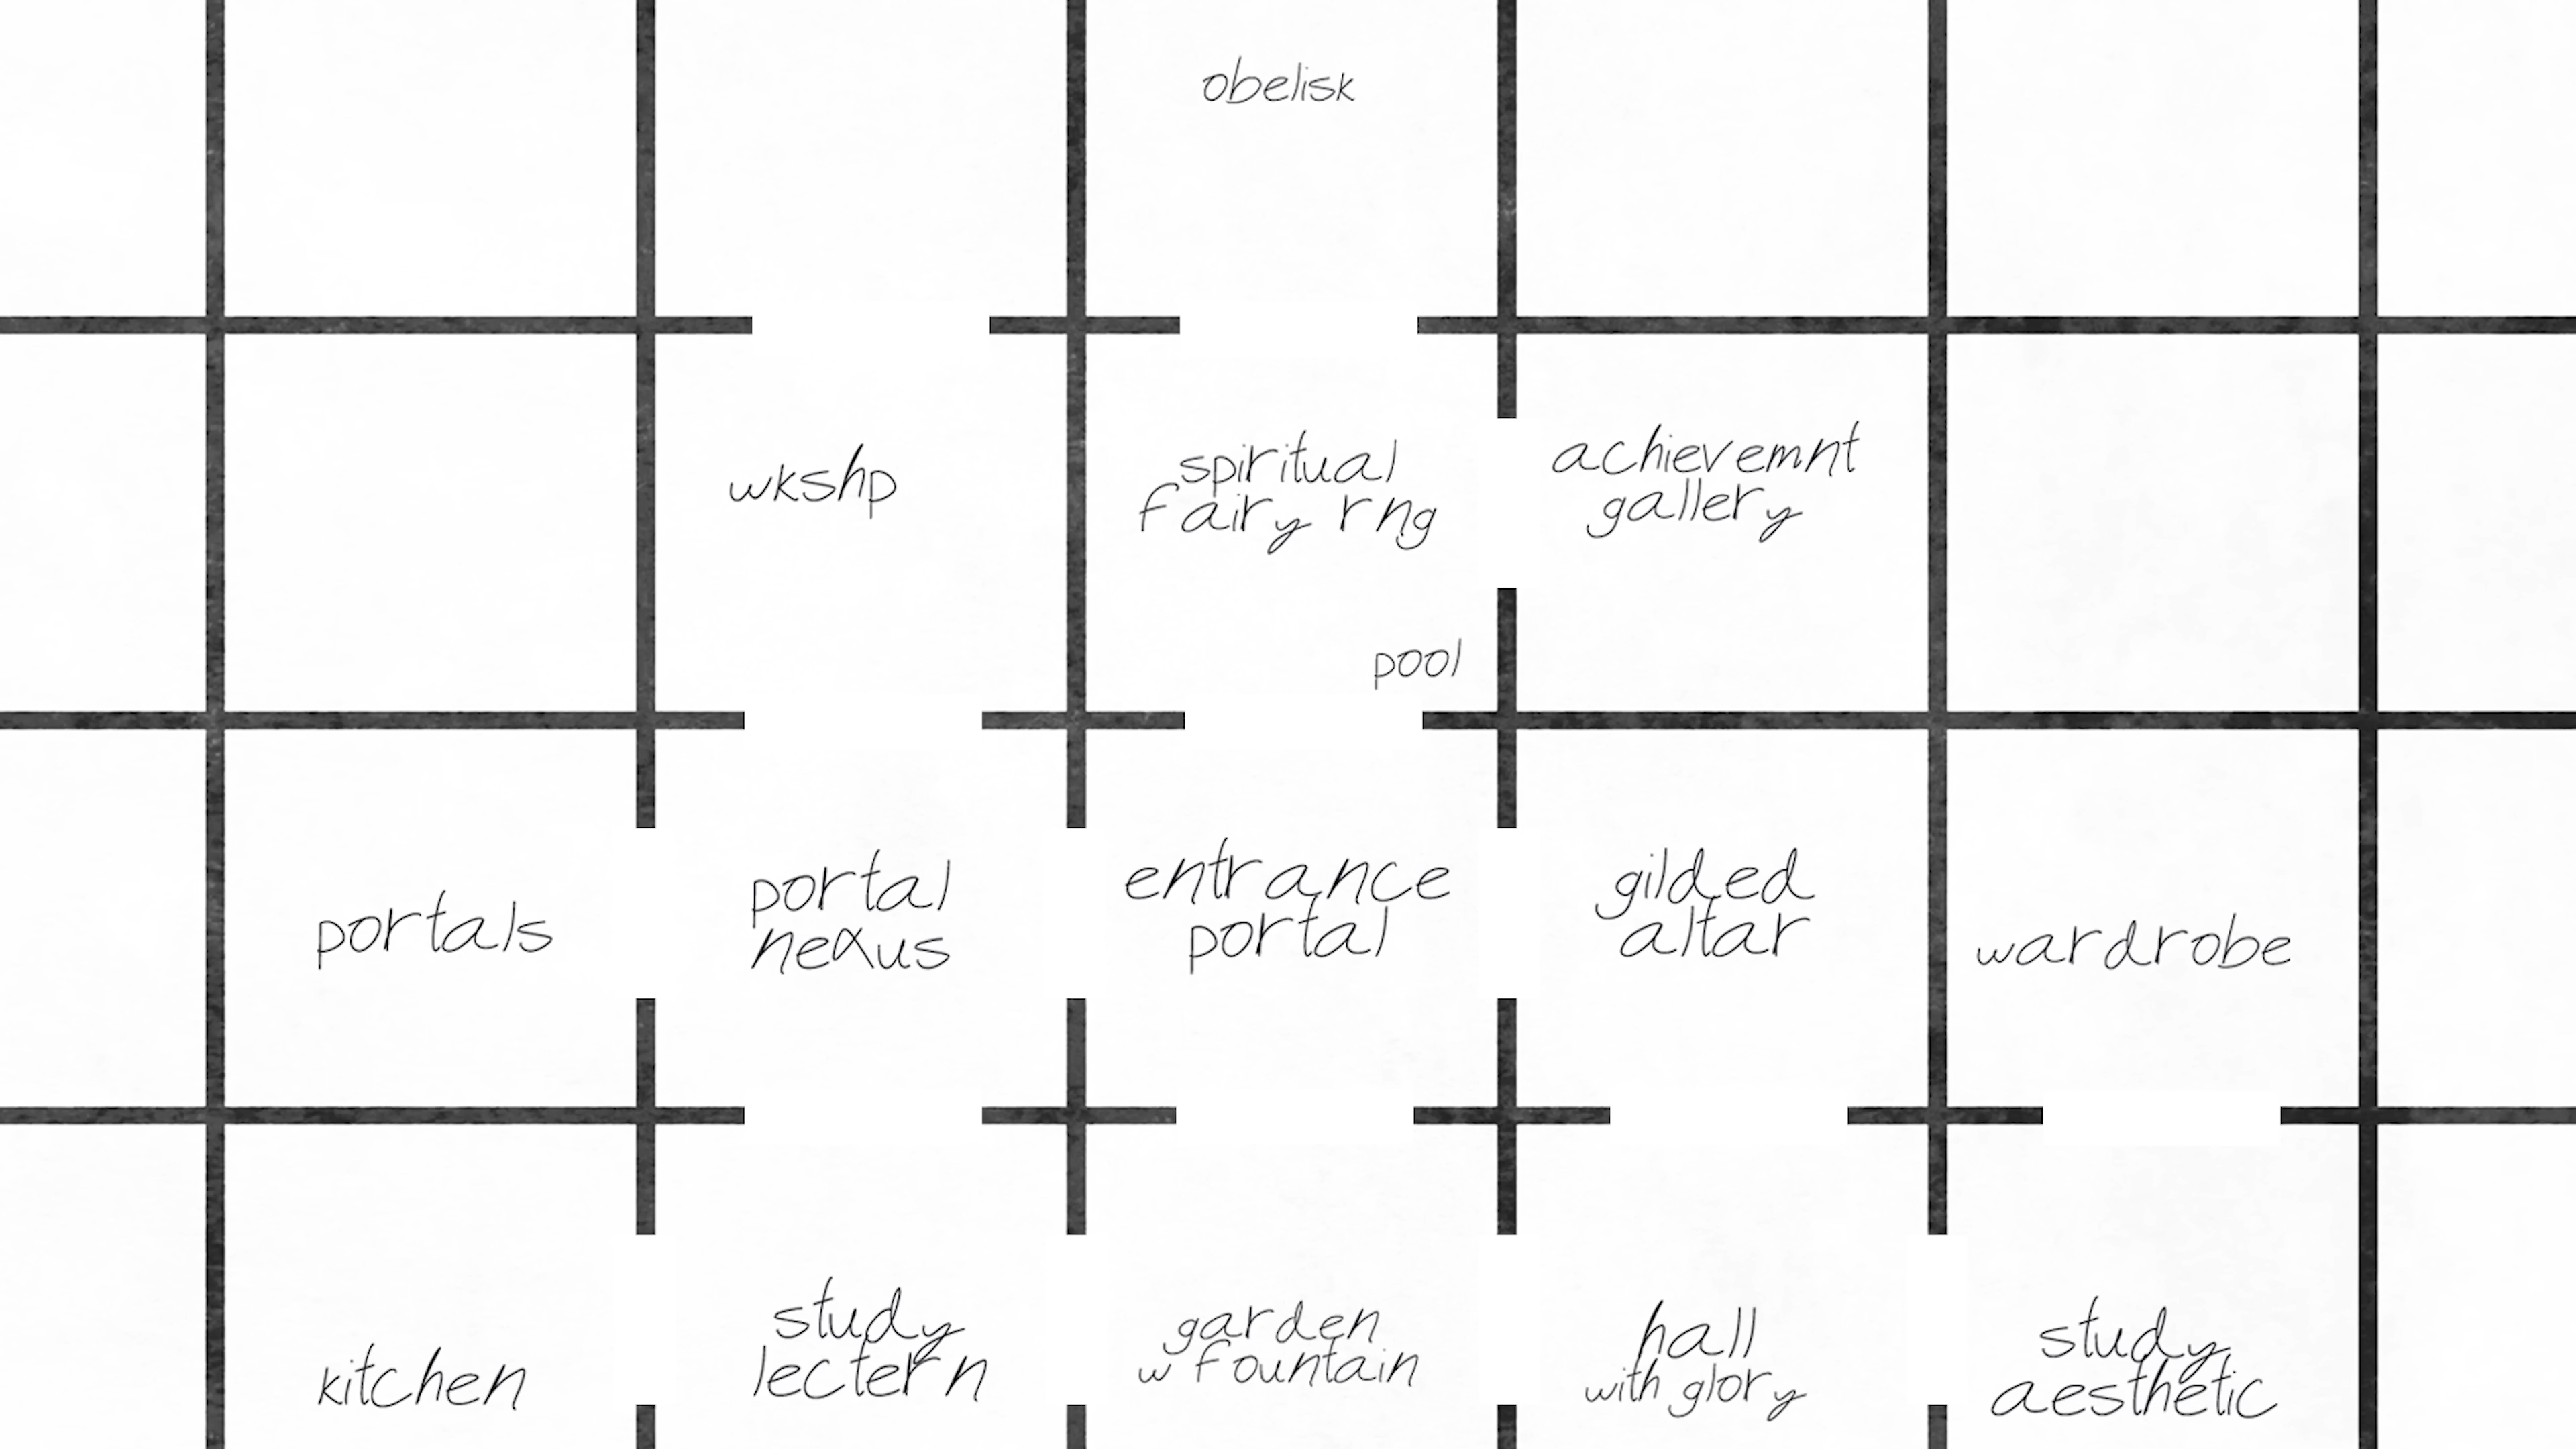 obelisk
wkshp
spiritual
fairy rng
achievemnt
gallery
pool
portals
portal
nexus
entrance
portal
gilded
altar
wardrobe
kitchen
study
lectern
garden
w fountain
hall
with glory
study
aesthetic